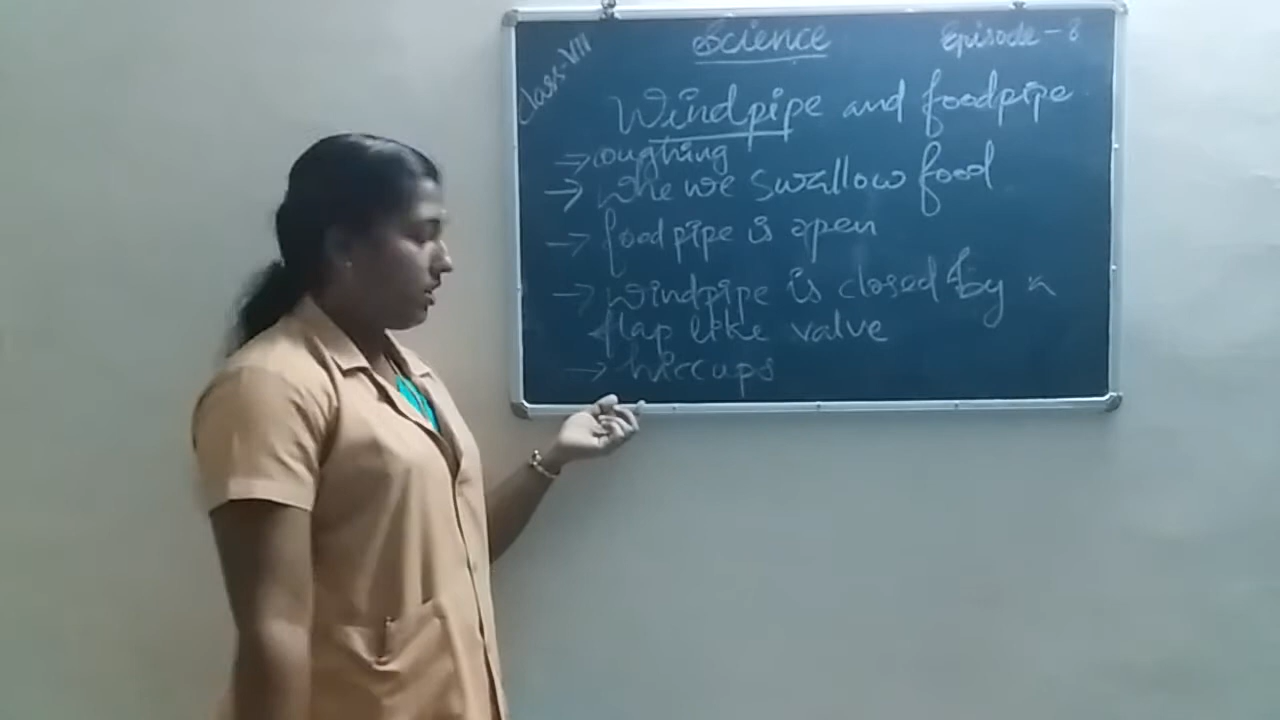 Class-VII
Science
Episode-8
Windpipe and foodpipe
→ coughing
→ whe we swallow food
→ foodpipe is open
→ windpipe is closed by a
flap like valve
→ hiccups